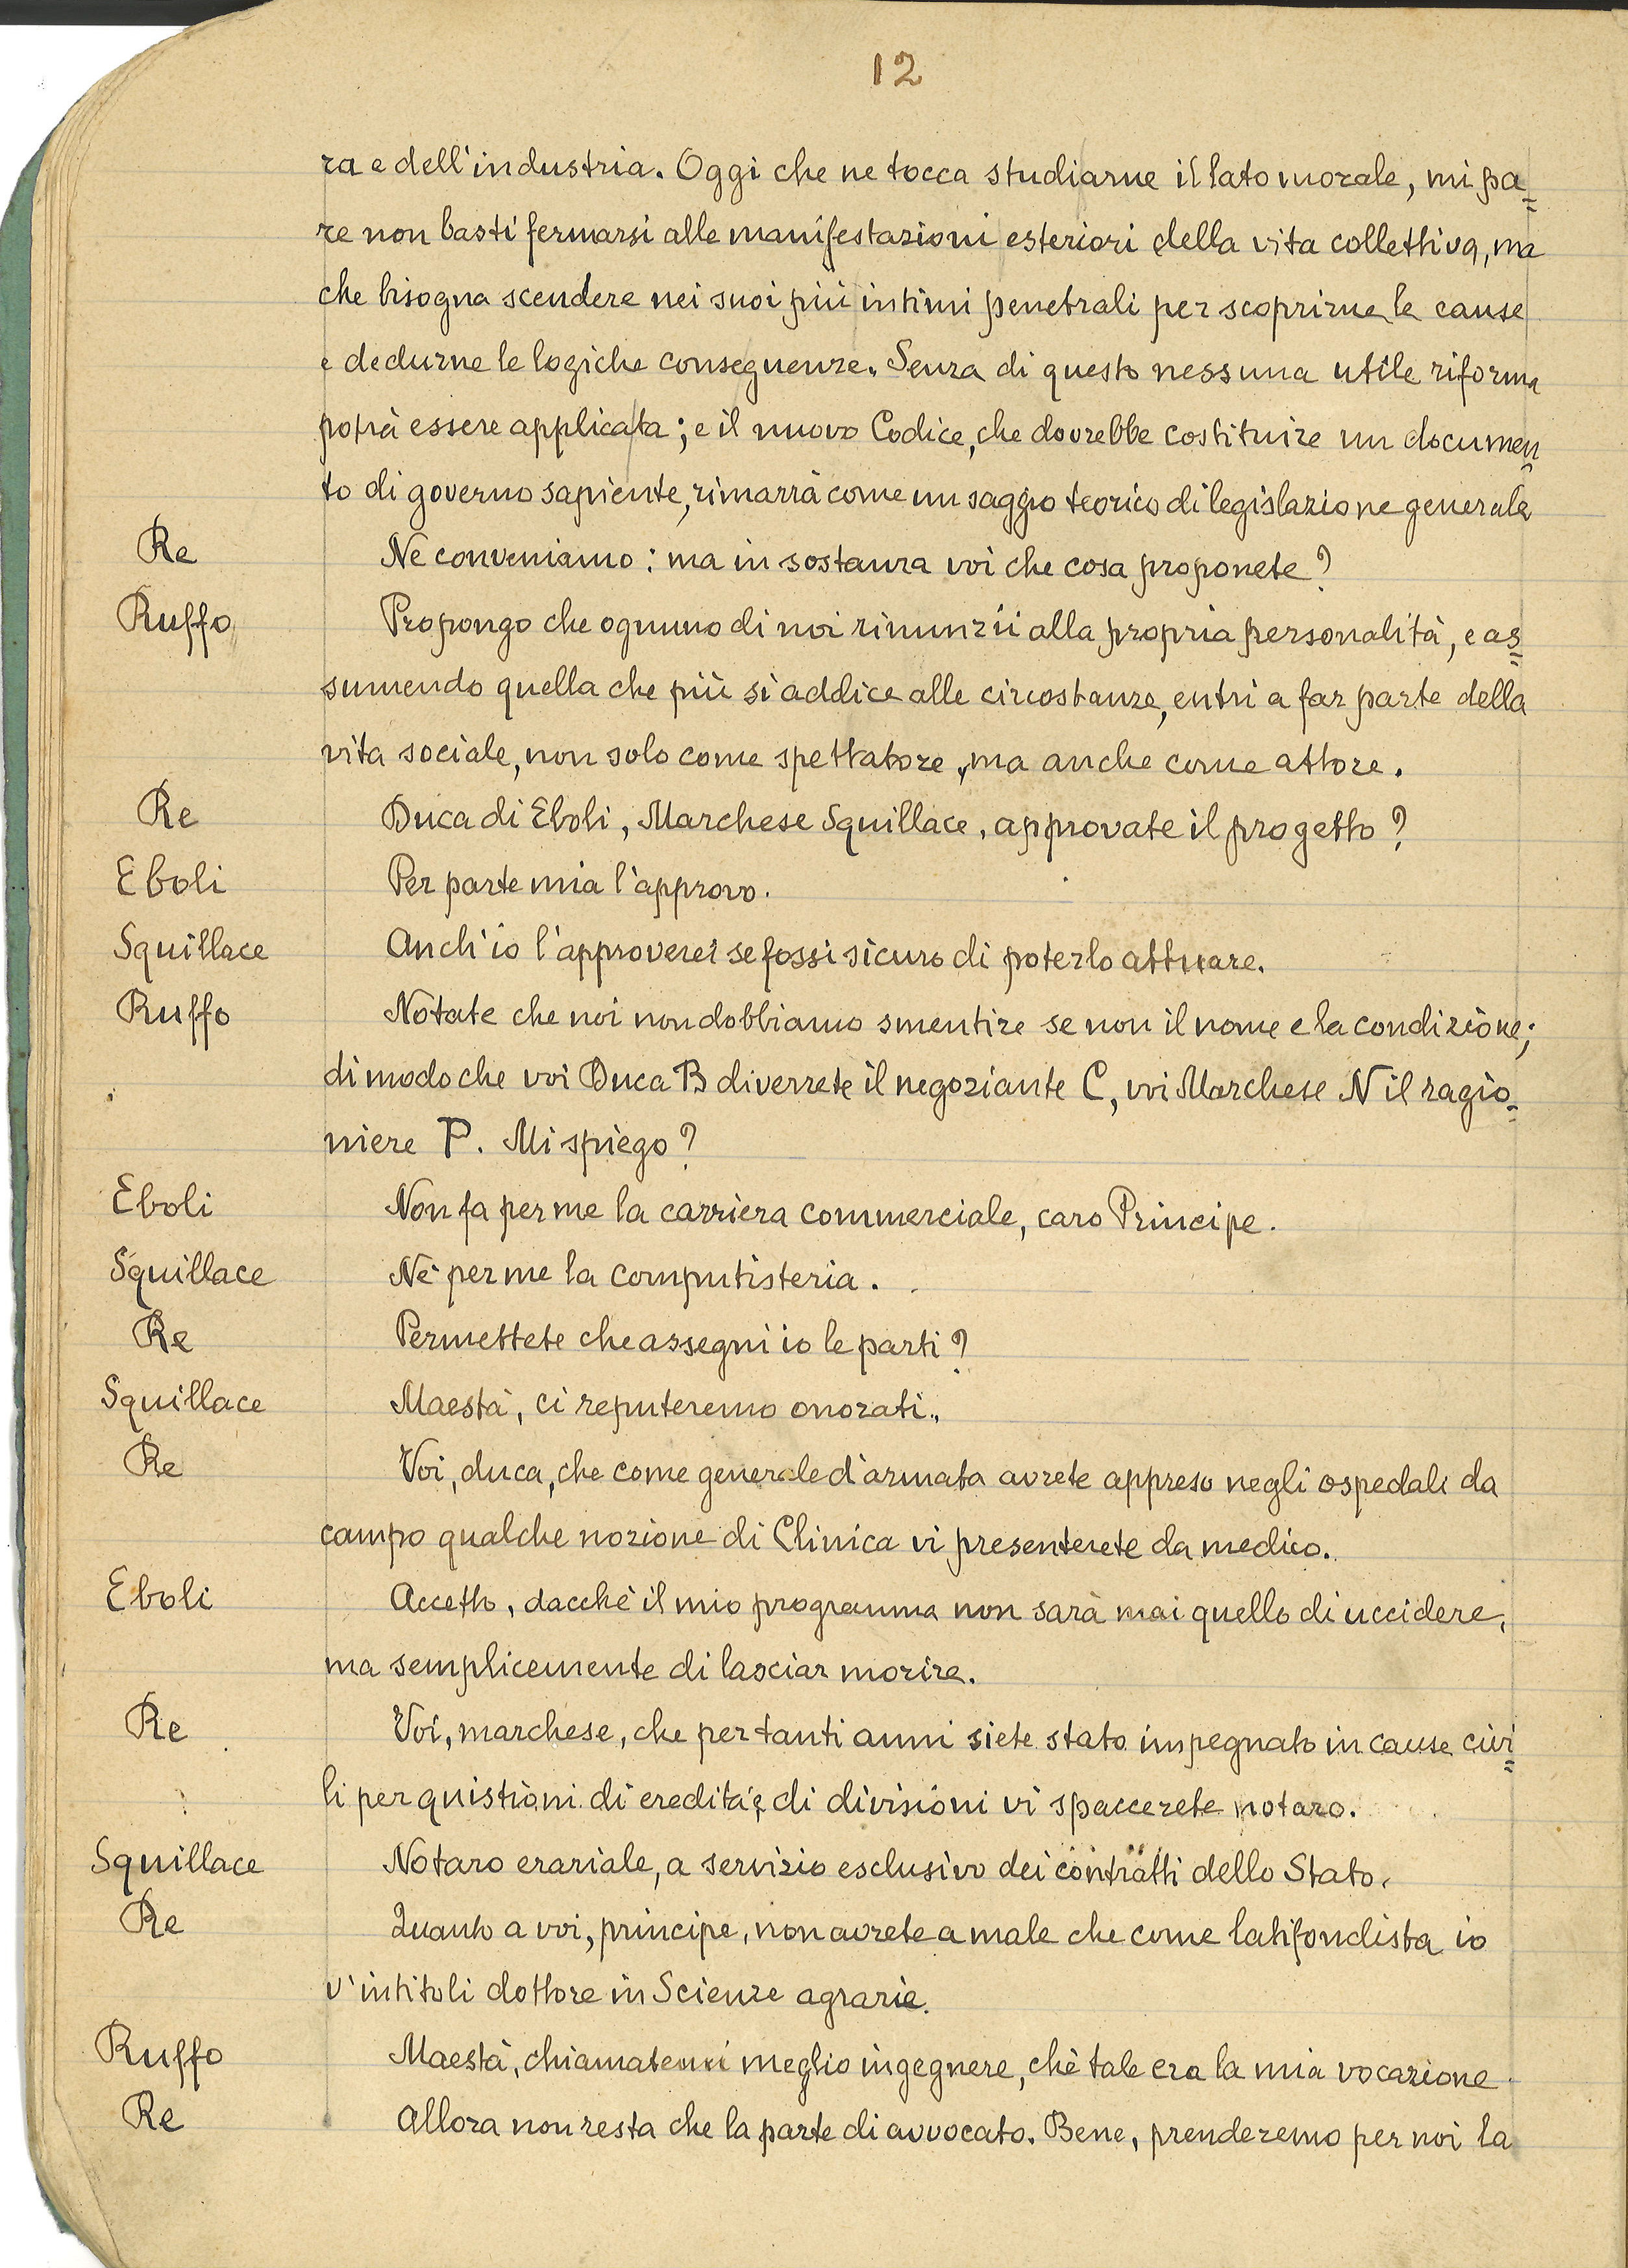 12
ra e dell'industria. Oggi che ne tocca studiarne il lato morale, mi pa=
re non basti fermarsi alle manifestazioni esteriori della vita collettiva, ma
che bisogna scendere nei suoi più intimi penetrali per scoprirne le cause
e dedurne le logiche conseguenze. Senza di questo nessuna utile riforma
potrà essere applicata; e il nuovo Codice, che dovrebbe costituire un documen=
to di governo sapiente, rimarrà come un saggio teorico di legislazione generale
Re Ne conveniamo: ma in sostanza voi che cosa proponete?
Ruffo Propongo che ognuno di noi rinunzii alla propria personalità, e as=
sumendo quella che più si addice alle circostanze, entri a far parte della
vita sociale, non solo come spettatore, ma anche come attore.
Re Duca di Eboli, Marchese Squillace, approvate il progetto?
Eboli Per parte mia l'approvo.
Squillace Anch'io l'approverei se fossi sicuro di poterlo attuare.
Ruffo Notate che noi non dobbiamo smentire se non il nome e la condizione;
di modo che voi Duca B diverrete il negoziante C, voi Marchese N il ragio=
niere P. Mi spiego?
Eboli Non fa per me la carriera commerciale, caro Principe.
Squillace Nè per me la computisteria.
Re Permettete che assegni io le parti?
Squillace Maestà, ci reputeremo onorati.
Re Voi, duca, che come generale d'armata avrete appreso negli ospedali da
campo qualche nozione di Clinica vi presenterete da medico.
Eboli Accetto, dacchè il mio programma non sarà mai quello di uccidere,
ma semplicemente di lasciar morire.
Re Voi, marchese, che per tanti anni siete stato impegnato in cause civi=
li per quistioni di eredità e di divisioni vi spaccerete notaro.
Squillace Notaro erariale, a servizio esclusivo dei contratti dello Stato.
Re Quanto a voi, principe, non avrete a male che come latifondista io
v'intitoli dottore in Scienze agrarie.
Ruffo Maestà, chiamatemi meglio ingegnere, chè tale era la mia vocazione
Re Allora non resta che la parte di avvocato. Bene, prenderemo per noi la